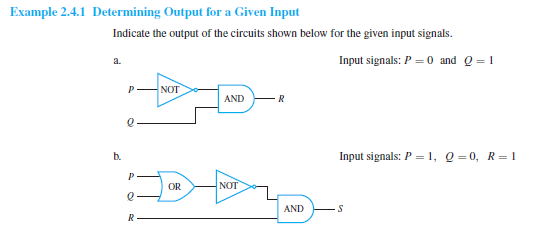 Example 2.4.1 Determining Output for a Given Input
Indicate the output of the circuits shown below for the given input signals.
a.
Input signals: P = 0 and Q = 1
P
NOT
AND
R
Q
b.
Input signals: P = 1, Q = 0, R = 1
P
OR
NOT
Q
AND
S
R